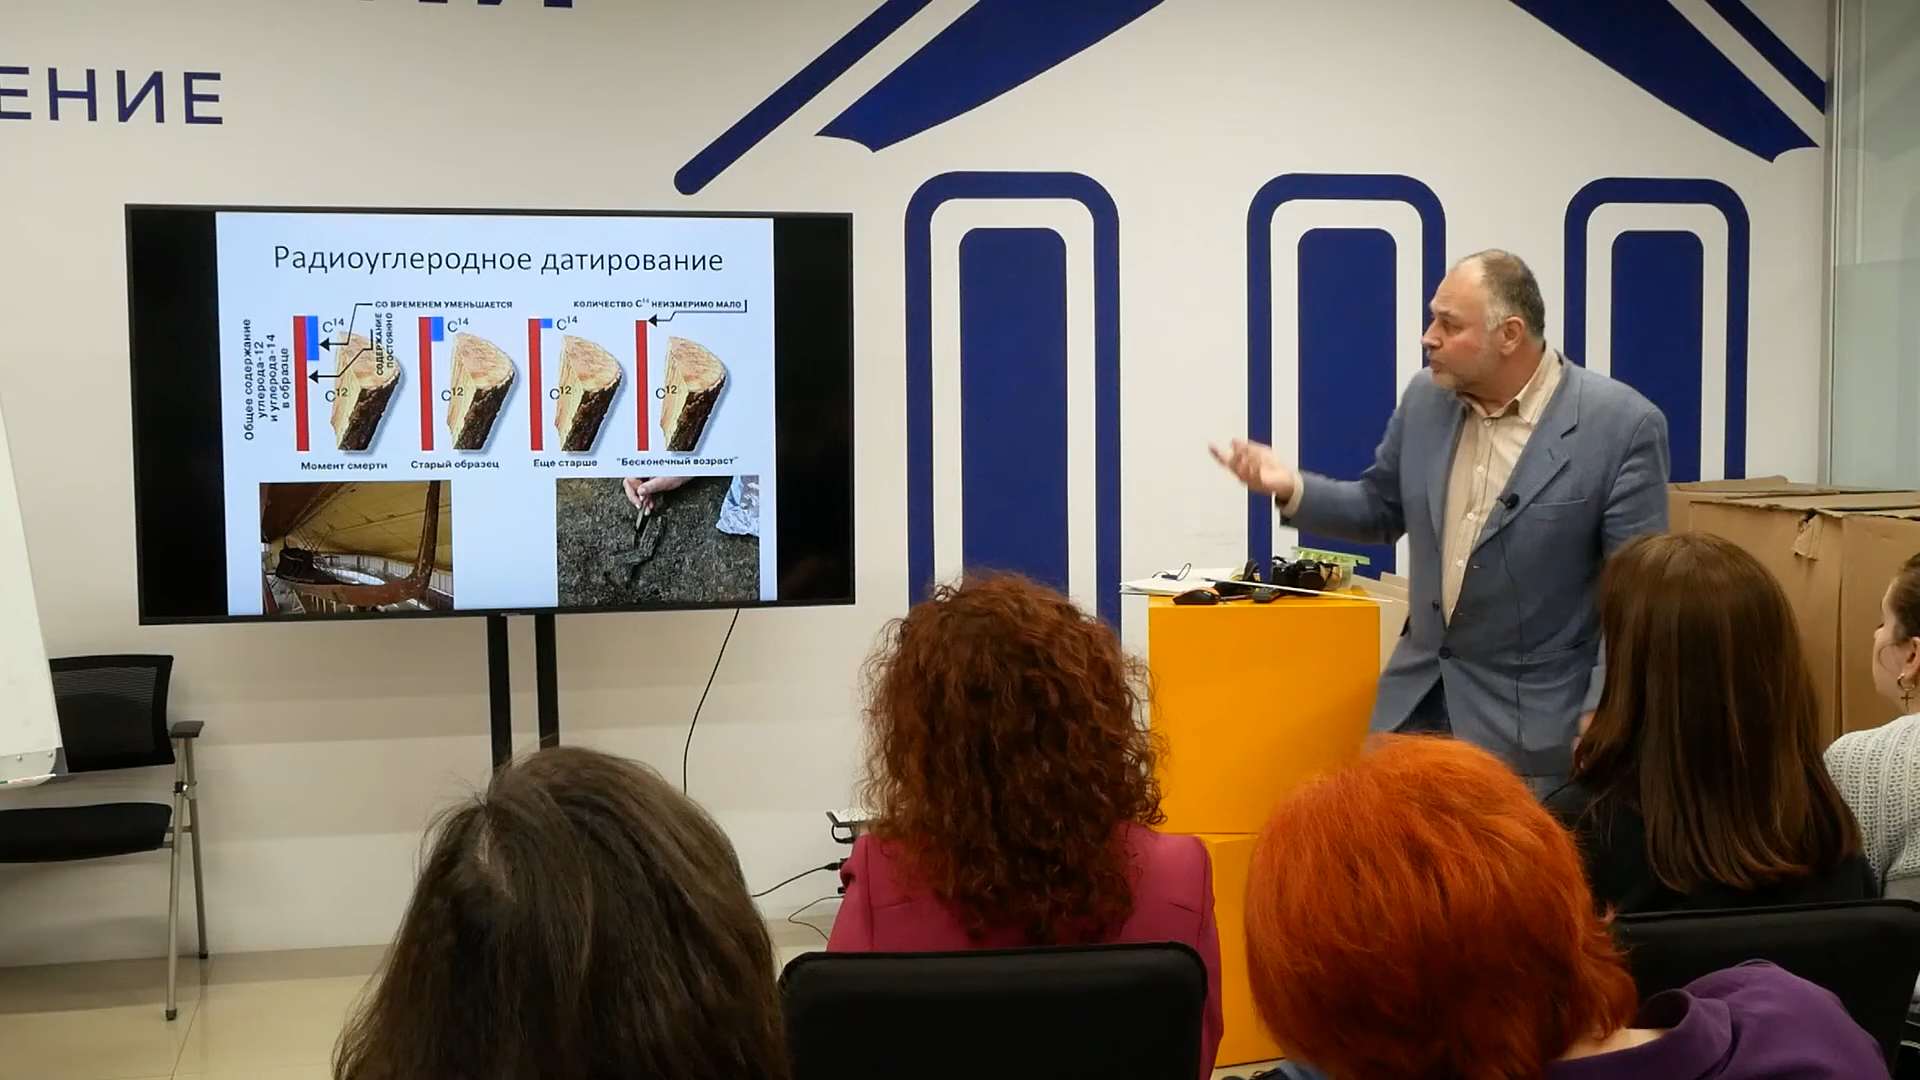 ЕНИЕ
Радиоуглеродное датирование
СО ВРЕМЕНЕМ УМЕНЬШАЕТСЯ
КОЛИЧЕСТВО C¹⁴ НЕИЗМЕРИМО МАЛО
Общее содержание
углерода-12
и углерода-14
в образце
C¹⁴
СОДЕРЖАНИЕ
ПОСТОЯННО
C¹⁴
C¹⁴
C¹²
C¹²
C¹²
C¹²
Момент смерти
Старый образец
Еще старше
"Бесконечный возраст"